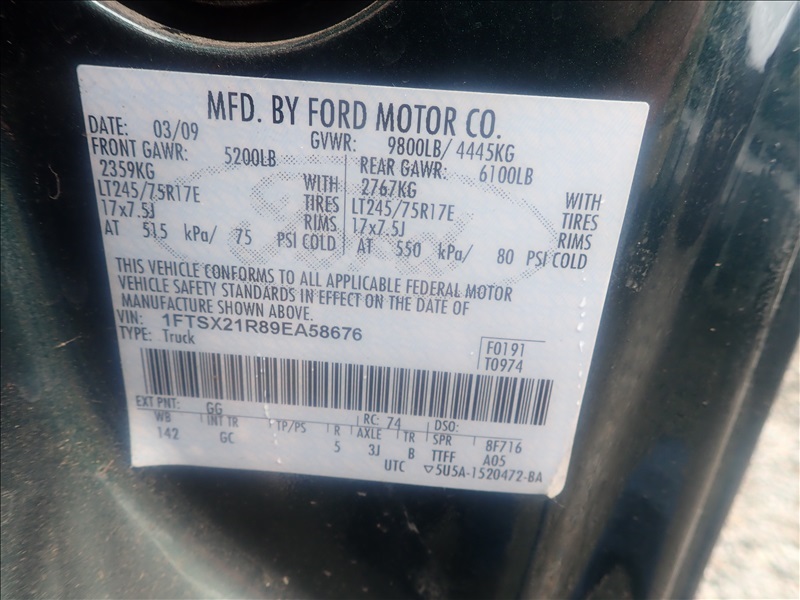 MFD. BY FORD MOTOR CO.
DATE: 03/09 GVWR: 9800LB/ 4445KG
FRONT GAWR: 5200LB REAR GAWR: 6100LB
2359KG WITH 2767KG WITH
LT245/75R17E TIRES LT245/75R17E TIRES
17x7.5J RIMS 17x7.5J RIMS
AT 515 kPa/ 75 PSI COLD AT 550 kPa/ 80 PSI COLD
THIS VEHICLE CONFORMS TO ALL APPLICABLE FEDERAL MOTOR
VEHICLE SAFETY STANDARDS IN EFFECT ON THE DATE OF
MANUFACTURE SHOWN ABOVE.
VIN: 1FTSX21R89EA58676
TYPE: Truck
F0191
T0974
EXT PNT: GG RC: 74 DSO:
WB INT TR TP/PS R AXLE TR SPR 8F716
142 GC 5 3J B TTFF A05
UTC ▽5U5A-1520472-BA